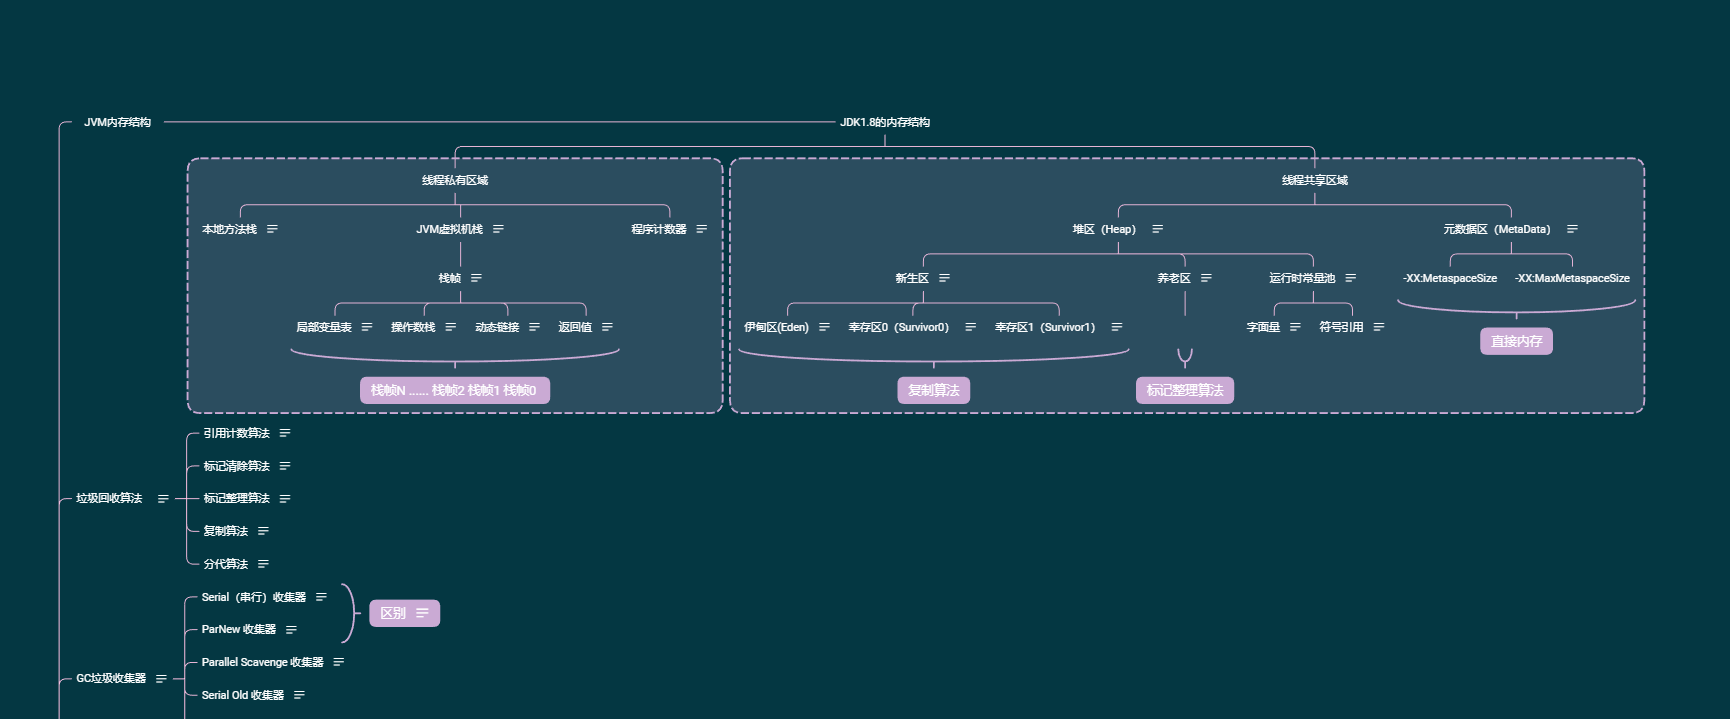 JVM内存结构
JDK1.8的内存结构
线程私有区域
线程共享区域
本地方法栈
JVM虚拟机栈
程序计数器
堆区（Heap）
元数据区（MetaData）
栈帧
新生区
养老区
运行时常量池
-XX:MetaspaceSize
-XX:MaxMetaspaceSize
局部变量表
操作数栈
动态链接
返回值
伊甸区(Eden)
幸存区0（Survivor0）
幸存区1（Survivor1）
字面量
符号引用
直接内存
栈帧N ...... 栈帧2 栈帧1 栈帧0
复制算法
标记整理算法
垃圾回收算法
引用计数算法
标记清除算法
标记整理算法
复制算法
分代算法
GC垃圾收集器
Serial（串行）收集器
ParNew 收集器
区别
Parallel Scavenge 收集器
Serial Old 收集器